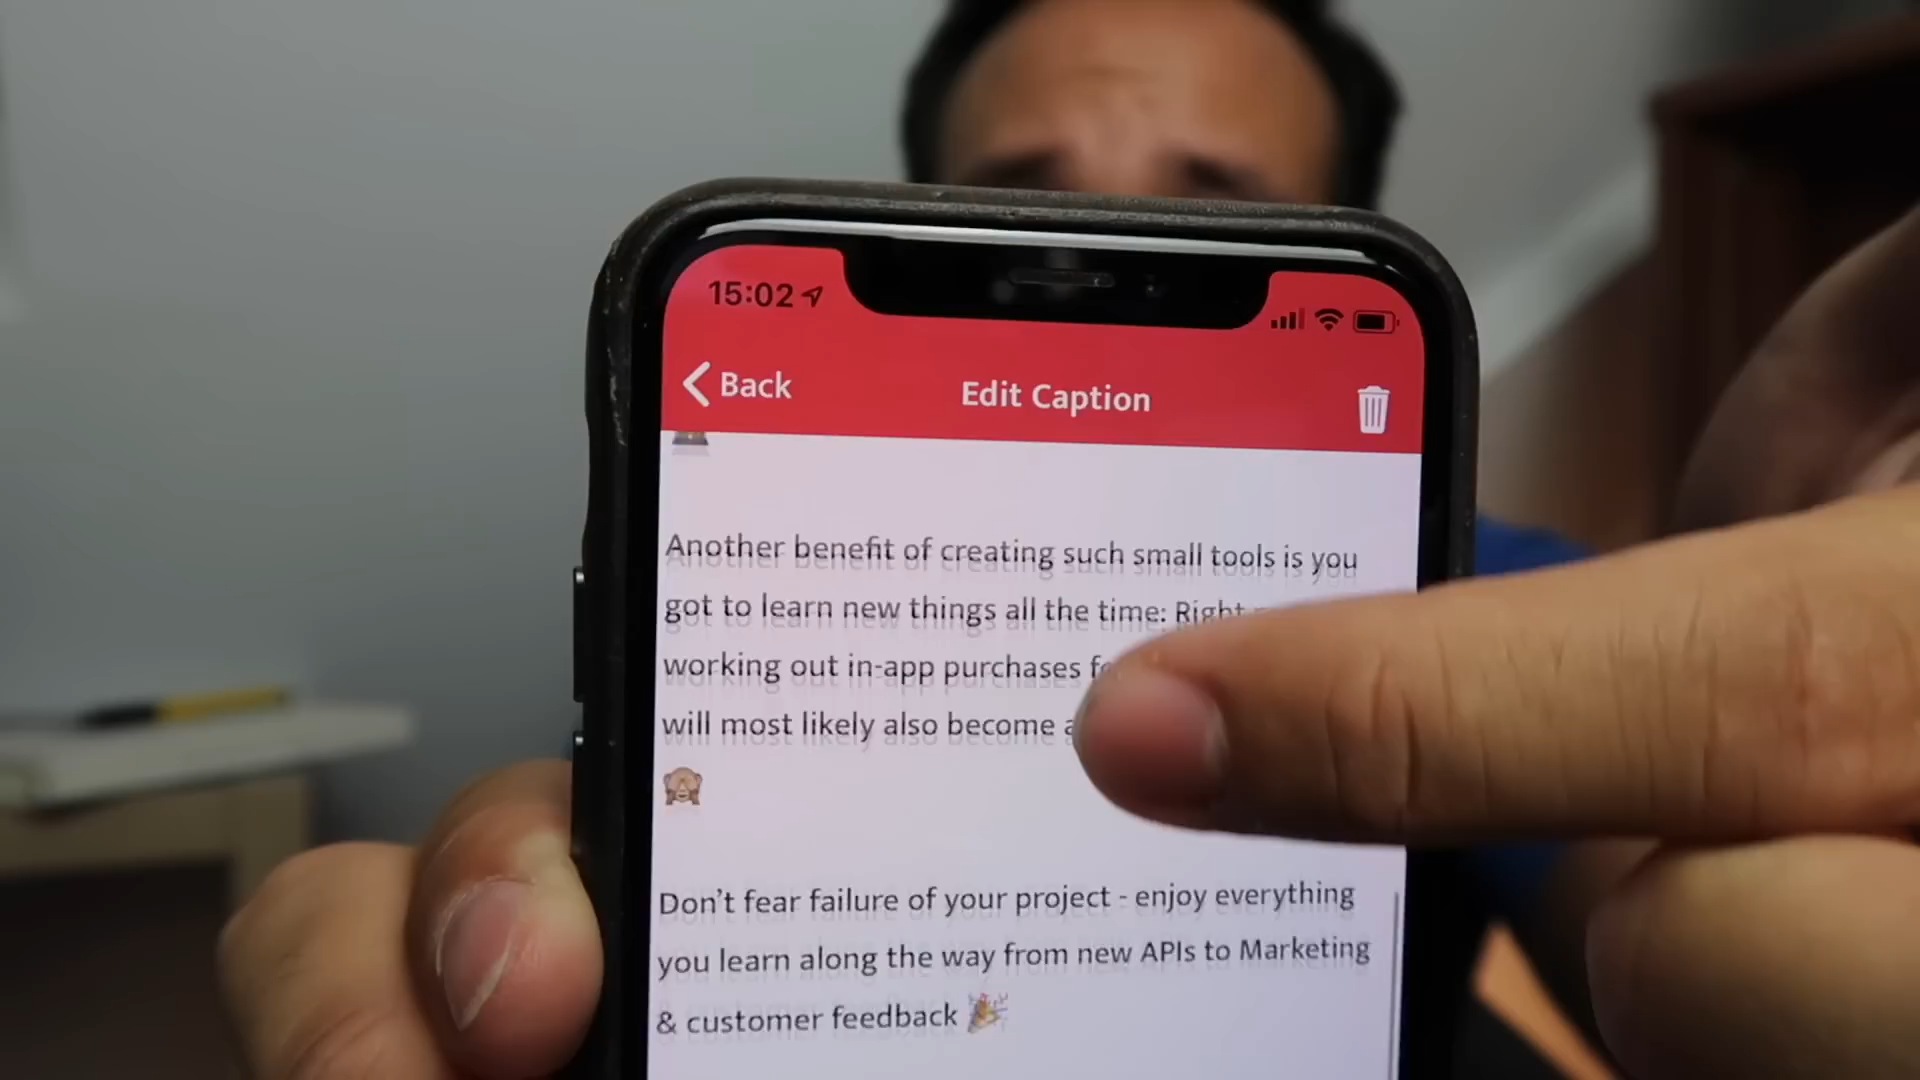 15:02
Back
Edit Caption
Another benefit of creating such small tools is you
got to learn new things all the time: Right
working out in-app purchases
will most likely also become
🙈
Don't fear failure of your project - enjoy everything
you learn along the way from new APIs to Marketing
& customer feedback 🎉